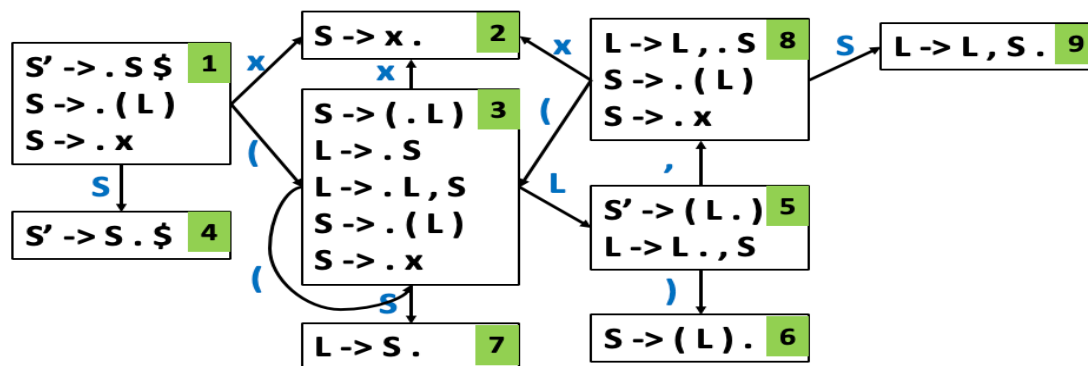 S' -> . S $ 1
S -> . ( L )
S -> . x
S
S' -> S . $ 4
x
(
S -> x . 2
x
S -> ( . L ) 3
L -> . S
L -> . L , S
S -> . ( L )
S -> . x
(
S
L -> S . 7
x
(
L
L -> L , . S 8
S -> . ( L )
S -> . x
,
S' -> ( L . ) 5
L -> L . , S
)
S -> ( L ) . 6
S
L -> L , S . 9